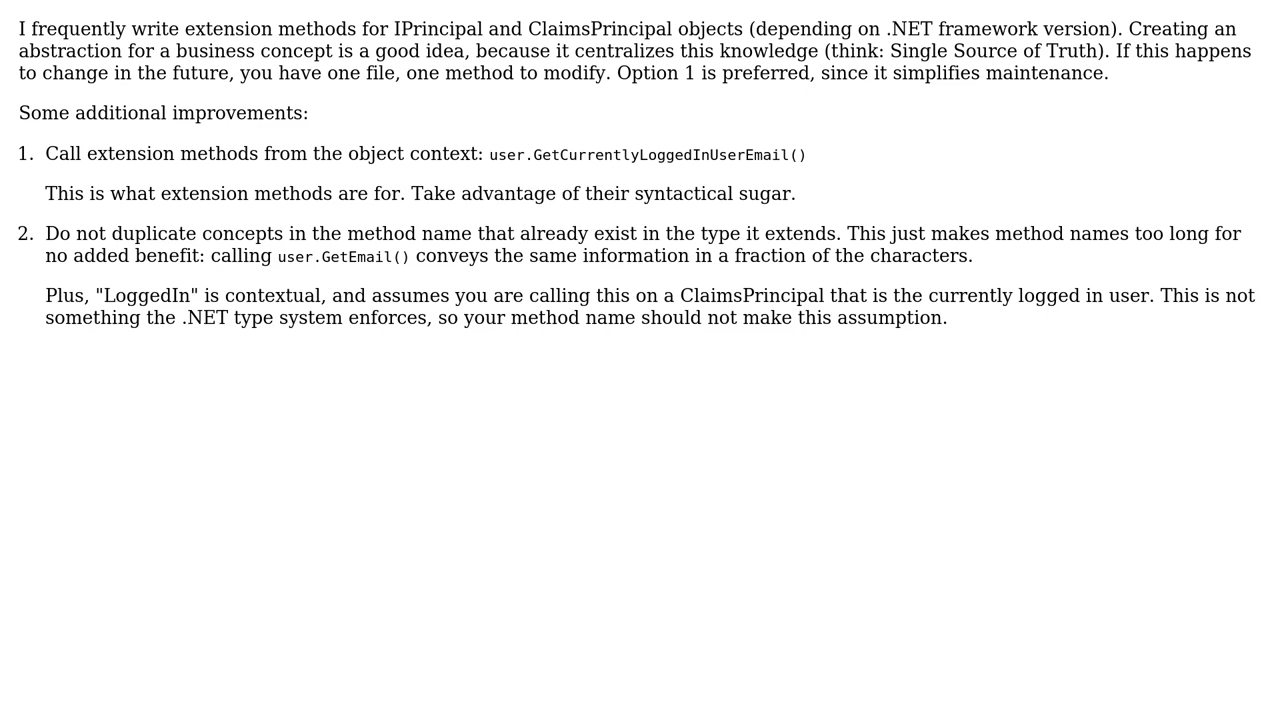 I frequently write extension methods for IPrincipal and ClaimsPrincipal objects (depending on .NET framework version). Creating an
abstraction for a business concept is a good idea, because it centralizes this knowledge (think: Single Source of Truth). If this happens
to change in the future, you have one file, one method to modify. Option 1 is preferred, since it simplifies maintenance.
Some additional improvements:
1. Call extension methods from the object context: user.GetCurrentlyLoggedInUserEmail()
This is what extension methods are for. Take advantage of their syntactical sugar.
2. Do not duplicate concepts in the method name that already exist in the type it extends. This just makes method names too long for
no added benefit: calling user.GetEmail() conveys the same information in a fraction of the characters.
Plus, "LoggedIn" is contextual, and assumes you are calling this on a ClaimsPrincipal that is the currently logged in user. This is not
something the .NET type system enforces, so your method name should not make this assumption.